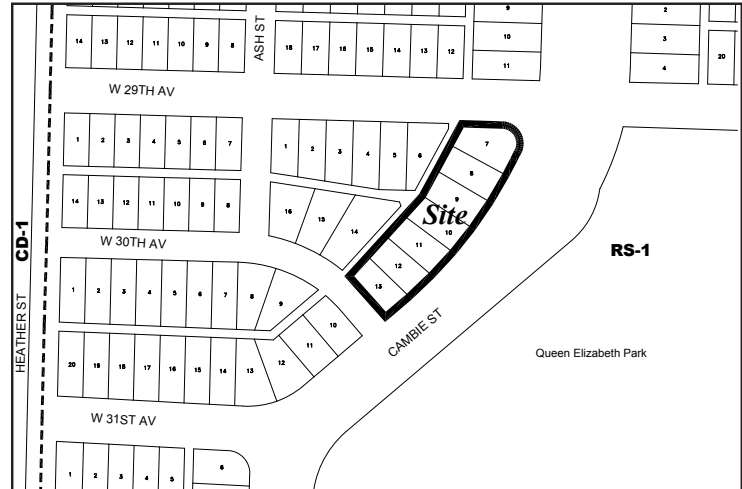 9
2
14 13 12 11 10 9 8
ASH ST
18 17 16 15 14 13 12
10
3
20
11
4
W 29TH AV
1 2 3 4 5 6 7
1 2 3 4 5 6
7
8
14 13 12 11 10 9 8
16 15 14
9
Site
10
11
12
13
W 30TH AV
CD-1
RS-1
HEATHER ST
1 2 3 4 5 6 7 8 9
10
11
12
CAMBIE ST
Queen Elizabeth Park
20 19 18 17 16 15 14 13
W 31ST AV
1 2 3 4 5
6